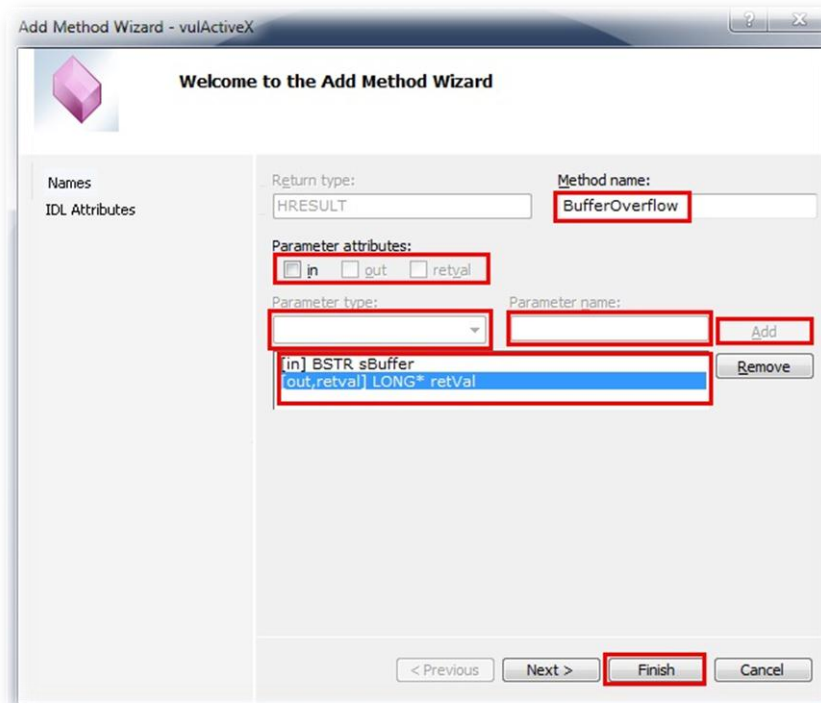 Add Method Wizard - vulActiveX
Welcome to the Add Method Wizard
Names
IDL Attributes
Return type:
HRESULT
Method name:
BufferOverflow
Parameter attributes:
in
out
retval
Parameter type:
Parameter name:
Add
[in] BSTR sBuffer
[out,retval] LONG* retVal
Remove
< Previous
Next >
Finish
Cancel